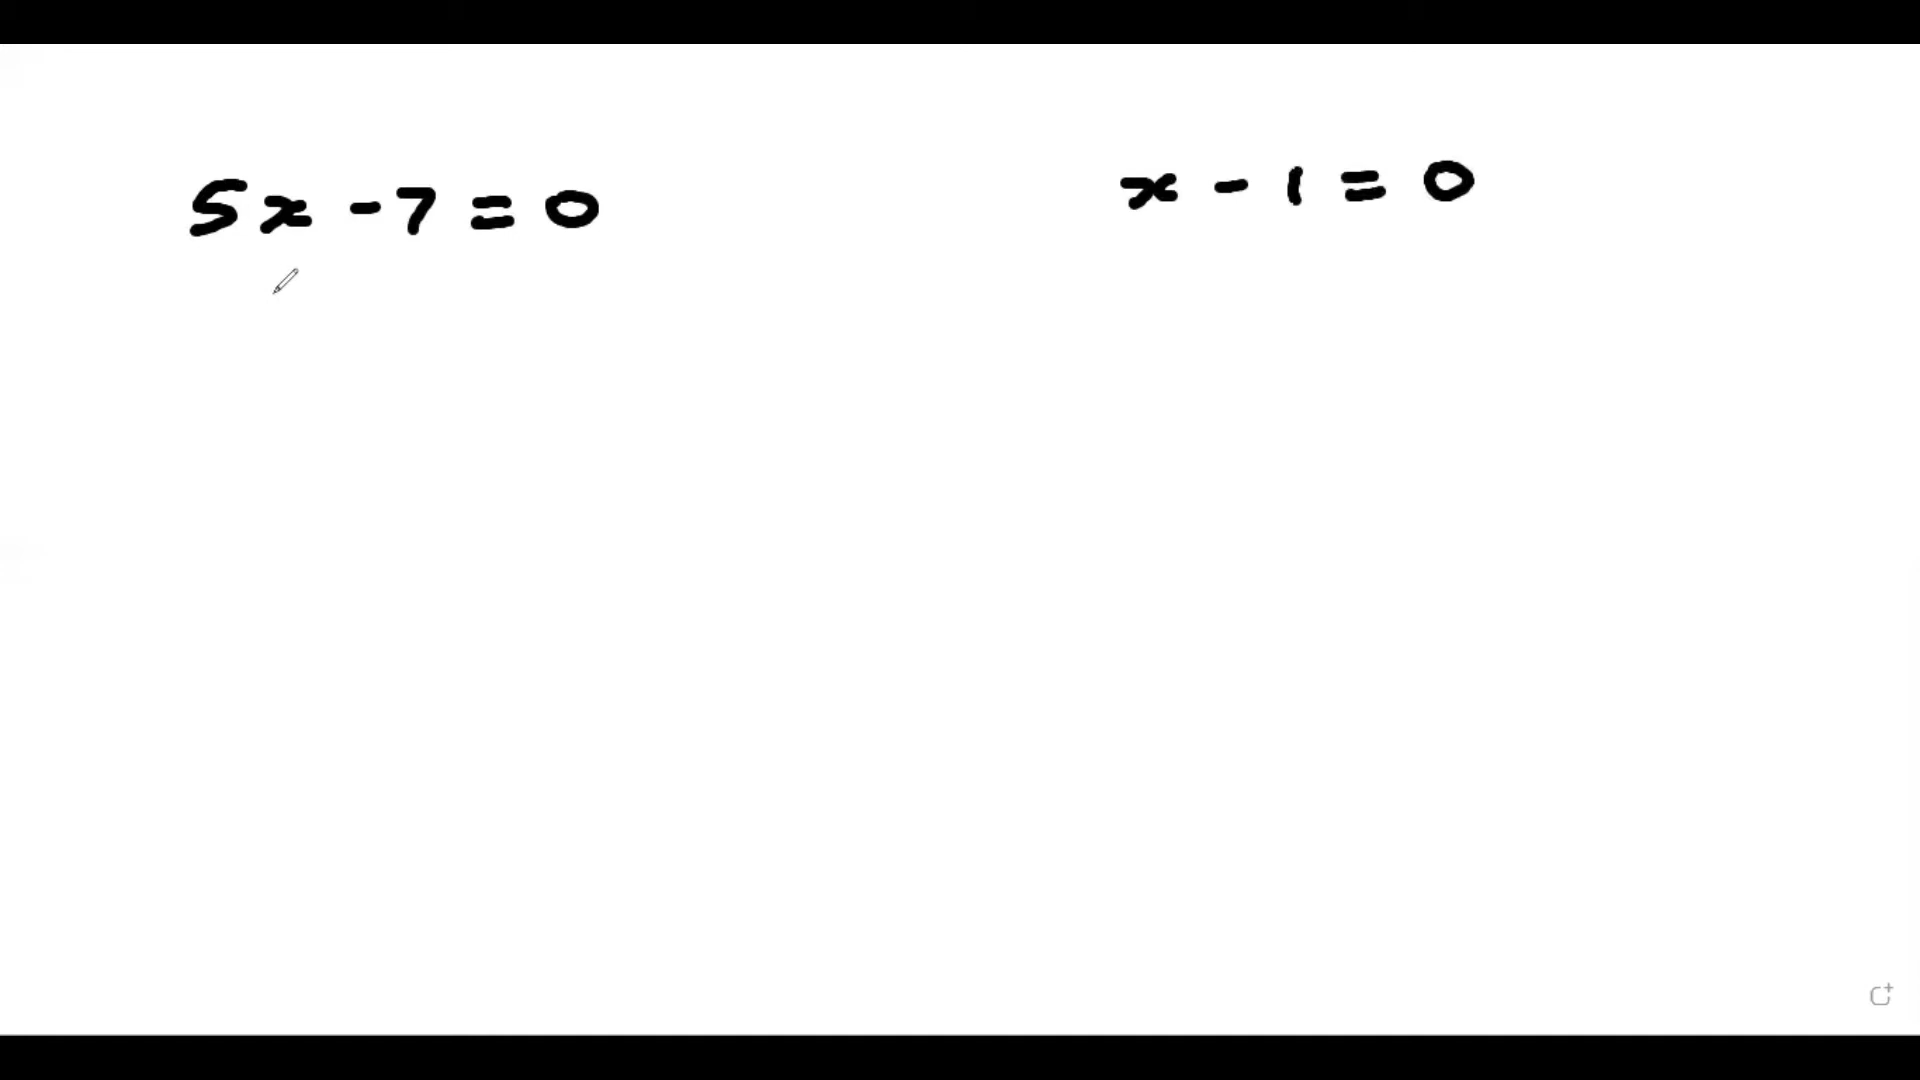 5x - 7 = 0
x - 1 = 0